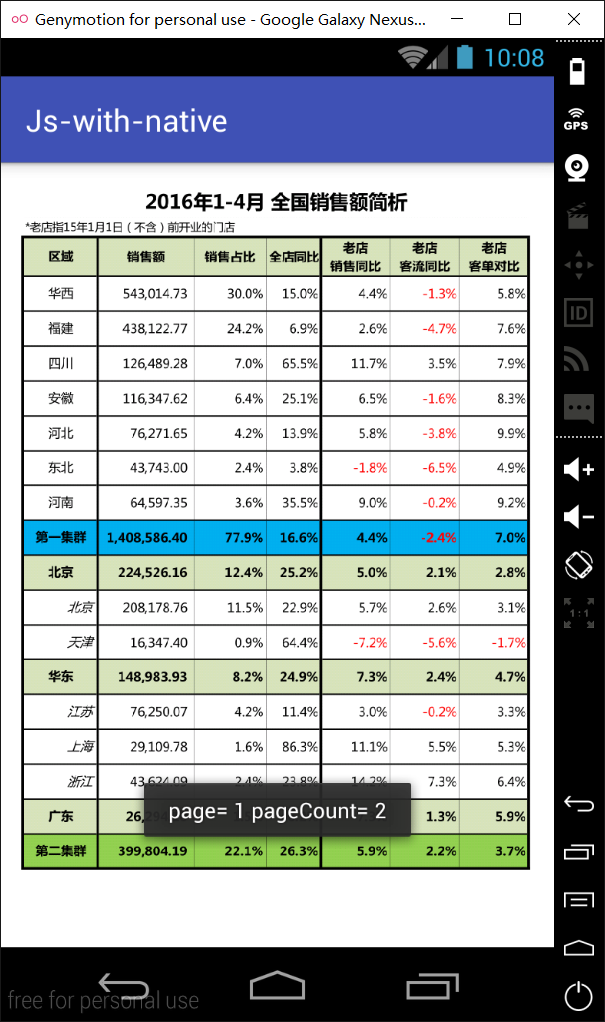 Genymotion for personal use - Google Galaxy Nexus...
10:08
GPS
Js-with-native
ID
1:1
2016年1-4月 全国销售额简析
*老店指15年1月1日（不含）前开业的门店
区域 销售额 销售占比 全店同比 老店销售同比 老店客流同比 老店客单对比
华西 543,014.73 30.0% 15.0% 4.4% -1.3% 5.8%
福建 438,122.77 24.2% 6.9% 2.6% -4.7% 7.6%
四川 126,489.28 7.0% 65.5% 11.7% 3.5% 7.9%
安徽 116,347.62 6.4% 25.1% 6.5% -1.6% 8.3%
河北 76,271.65 4.2% 13.9% 5.8% -3.8% 9.9%
东北 43,743.00 2.4% 3.8% -1.8% -6.5% 4.9%
河南 64,597.35 3.6% 35.5% 9.0% -0.2% 9.2%
第一集群 1,408,586.40 77.9% 16.6% 4.4% -2.4% 7.0%
北京 224,526.16 12.4% 25.2% 5.0% 2.1% 2.8%
北京 208,178.76 11.5% 22.9% 5.7% 2.6% 3.1%
天津 16,347.40 0.9% 64.4% -7.2% -5.6% -1.7%
华东 148,983.93 8.2% 24.9% 7.3% 2.4% 4.7%
江苏 76,250.07 4.2% 11.4% 3.0% -0.2% 3.3%
上海 29,109.78 1.6% 86.3% 11.1% 5.5% 5.3%
浙江 43,624.09 2.4% 23.8% 14.2% 7.3% 6.4%
广东 1.3% 5.9%
page= 1 pageCount= 2
第二集群 399,804.19 22.1% 26.3% 5.9% 2.2% 3.7%
free for personal use